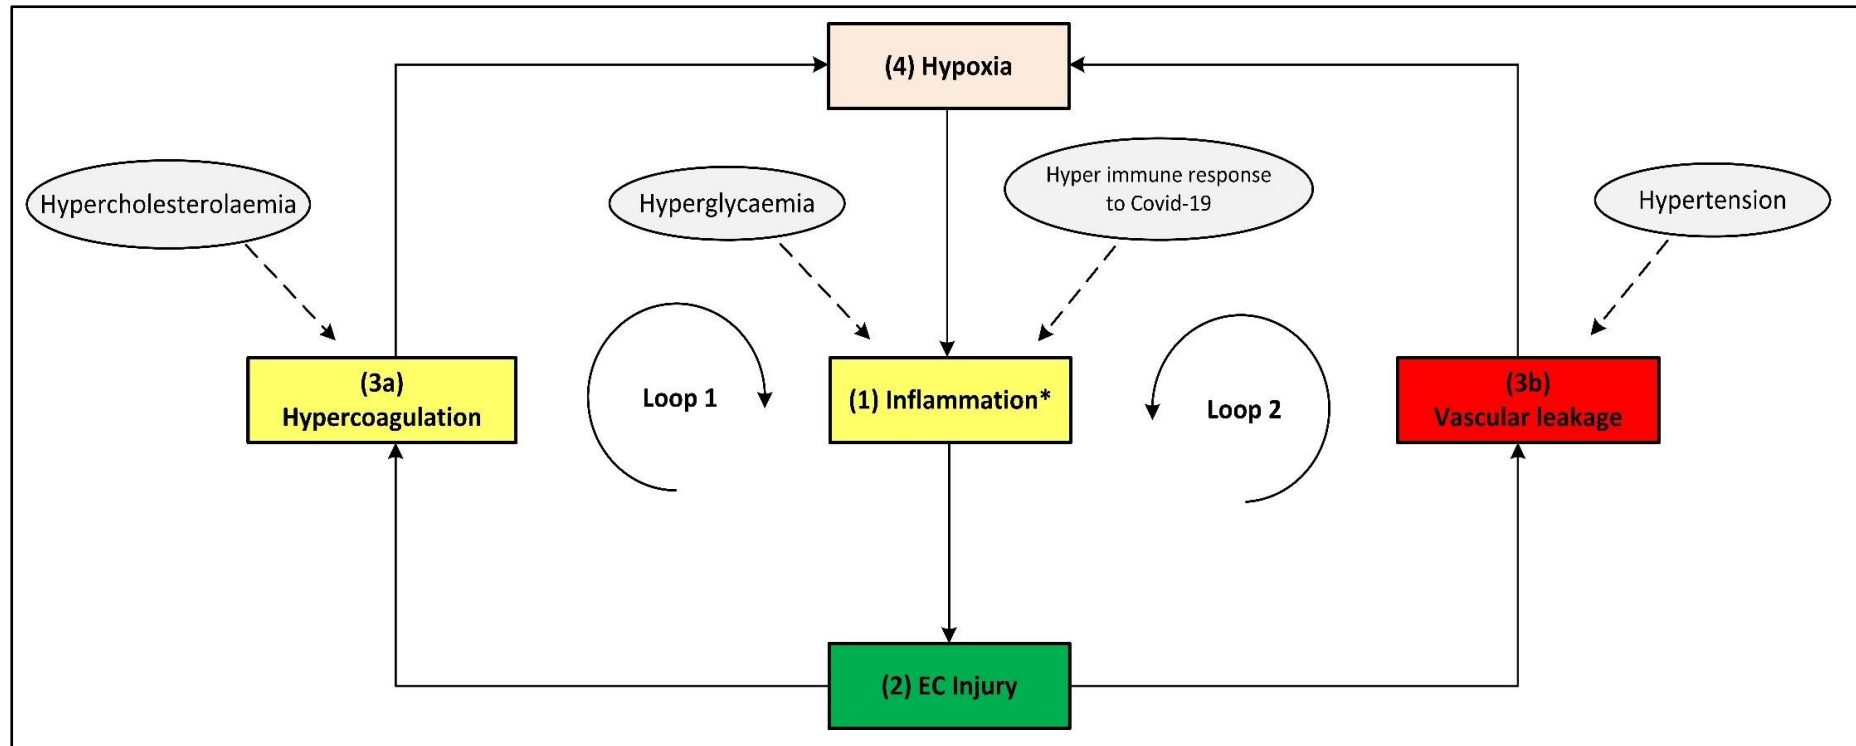 (4) Hypoxia
Hypercholesterolaemia
Hyperglycaemia
Hyper immune response
to Covid-19
Hypertension
(3a)
Hypercoagulation
Loop 1
(1) Inflammation*
Loop 2
(3b)
Vascular leakage
(2) EC Injury